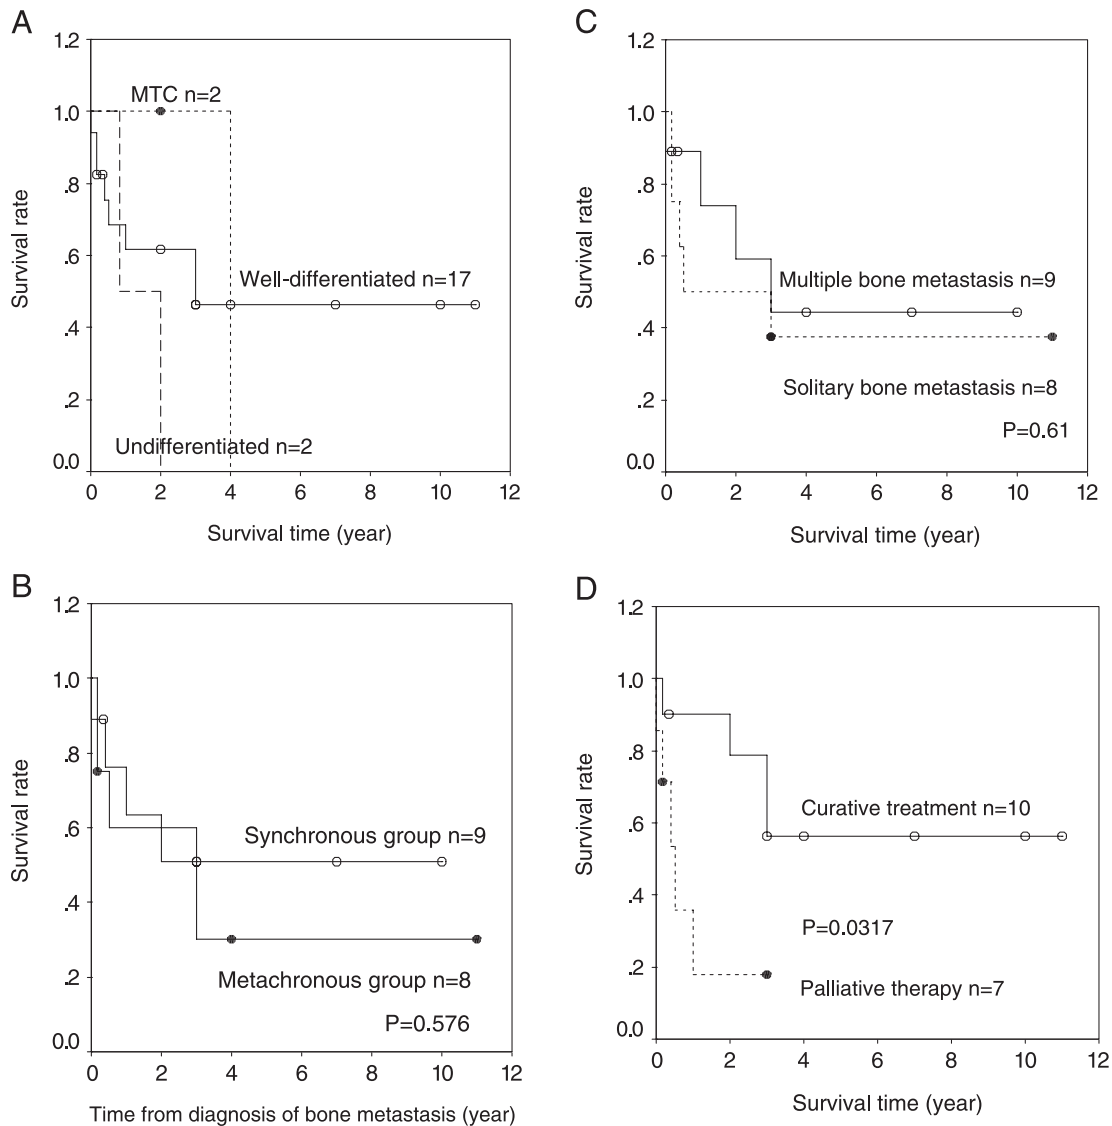 A
1.2
1.0
.8
.6
.4
.2
0.0
Survival rate
MTC n=2
Well-differentiated n=17
Undifferentiated n=2
0 2 4 6 8 10 12
Survival time (year)
C
1.2
1.0
.8
.6
.4
.2
0.0
Survival rate
Multiple bone metastasis n=9
Solitary bone metastasis n=8
P=0.61
0 2 4 6 8 10 12
Survival time (year)
B
1.2
1.0
.8
.6
.4
.2
0.0
Survival rate
Synchronous group n=9
Metachronous group n=8
P=0.576
0 2 4 6 8 10 12
Time from diagnosis of bone metastasis (year)
D
1.2
1.0
.8
.6
.4
.2
0.0
Survival rate
Curative treatment n=10
P=0.0317
Palliative therapy n=7
0 2 4 6 8 10 12
Survival time (year)